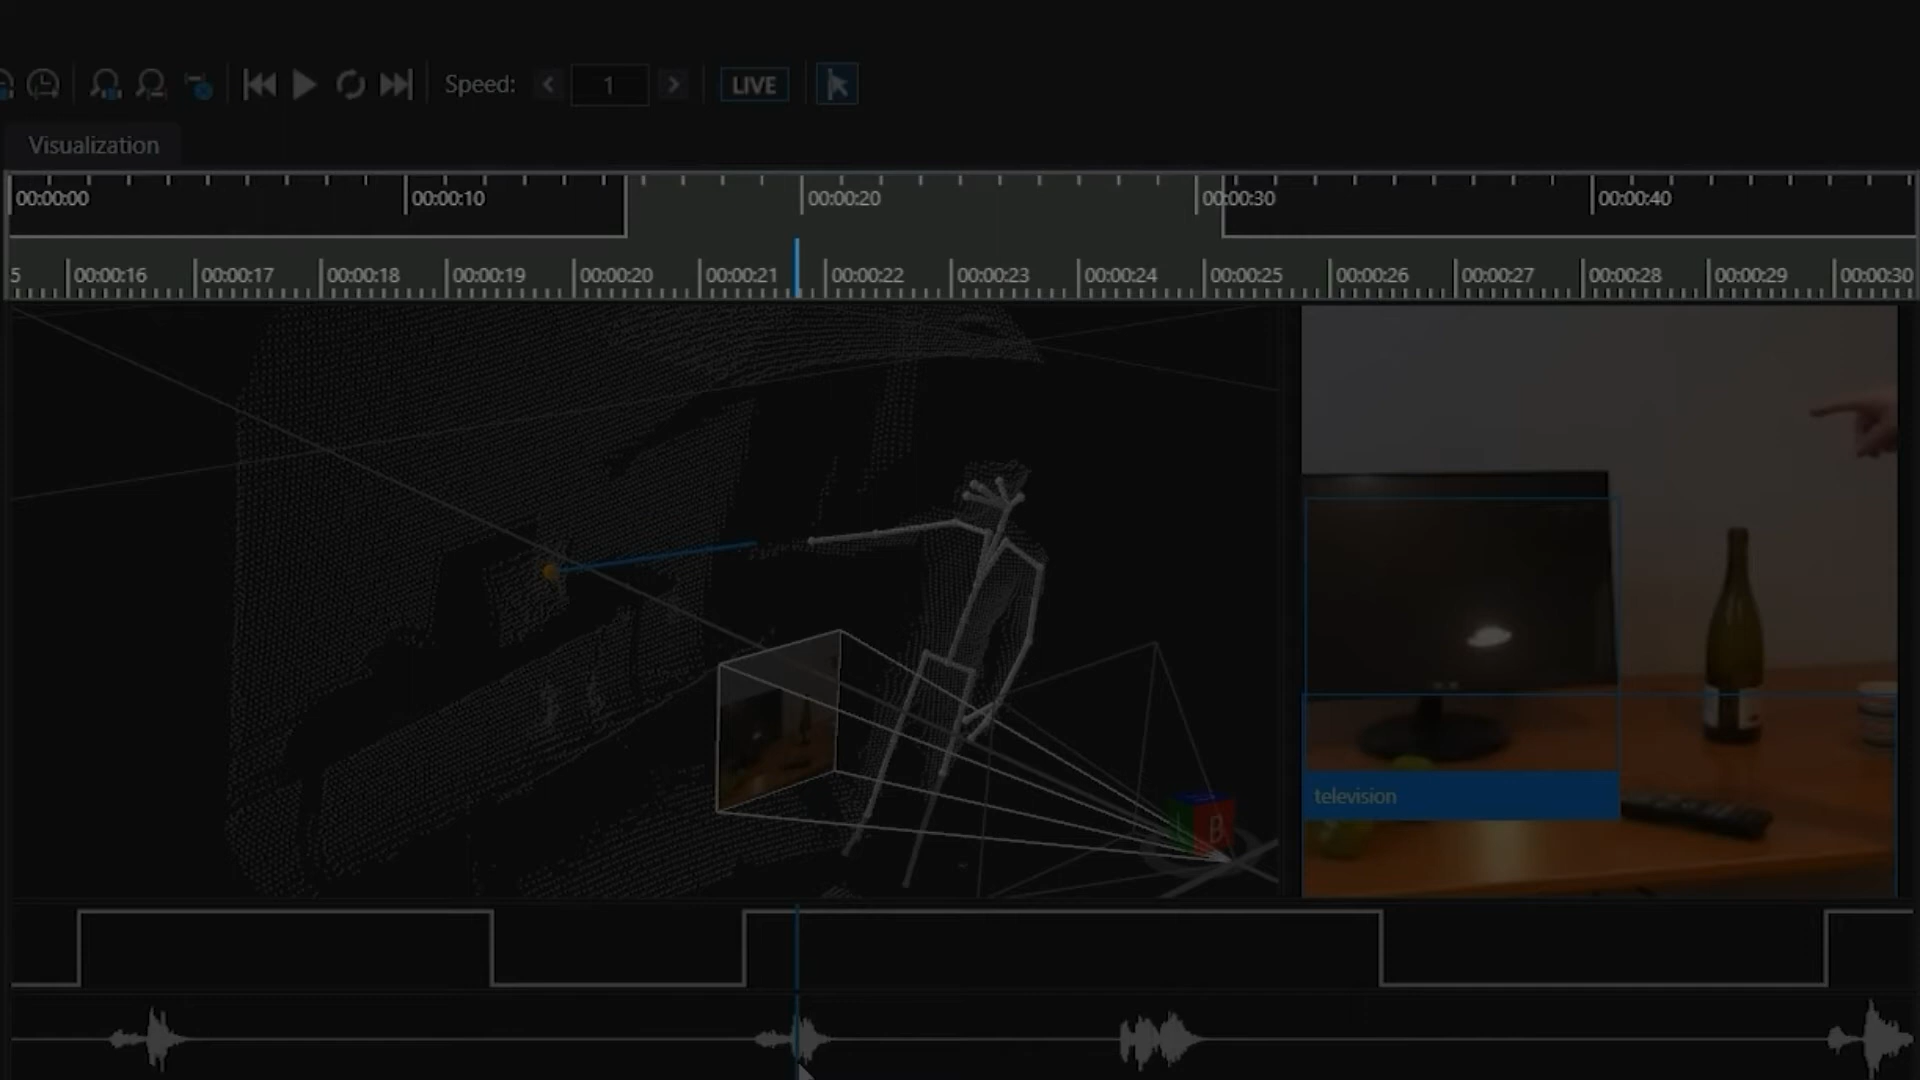 Speed: 1 LIVE
Visualization
00:00:00 00:00:10 00:00:20 00:00:30 00:00:40
5 00:00:16 00:00:17 00:00:18 00:00:19 00:00:20 00:00:21 00:00:22 00:00:23 00:00:24 00:00:25 00:00:26 00:00:27 00:00:28 00:00:29 00:00:30
television
B